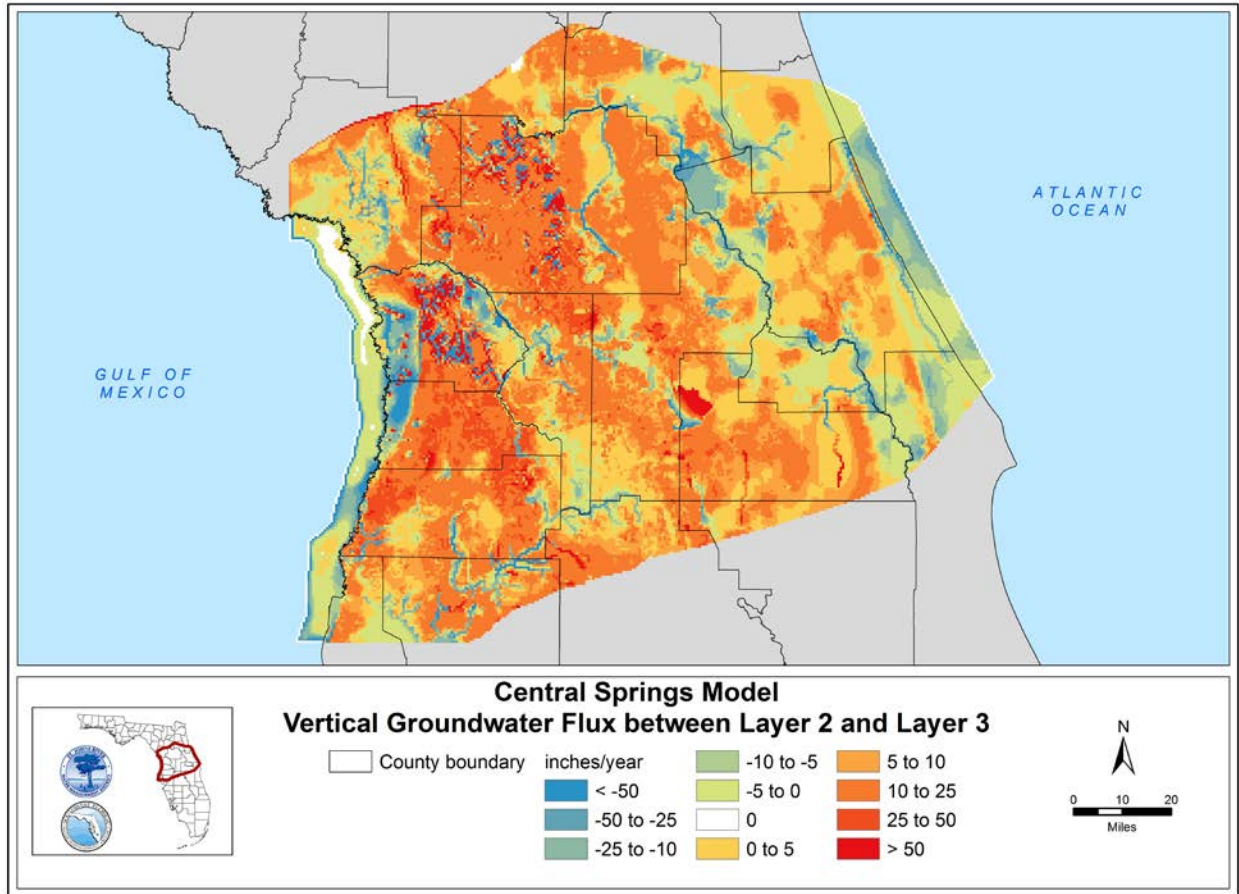 ATLANTIC
OCEAN
GULF OF
MEXICO
Central Springs Model
Vertical Groundwater Flux between Layer 2 and Layer 3
County boundary
inches/year
< -50
-50 to -25
-25 to -10
-10 to -5
-5 to 0
0
0 to 5
5 to 10
10 to 25
25 to 50
> 50
N
0 10 20
Miles